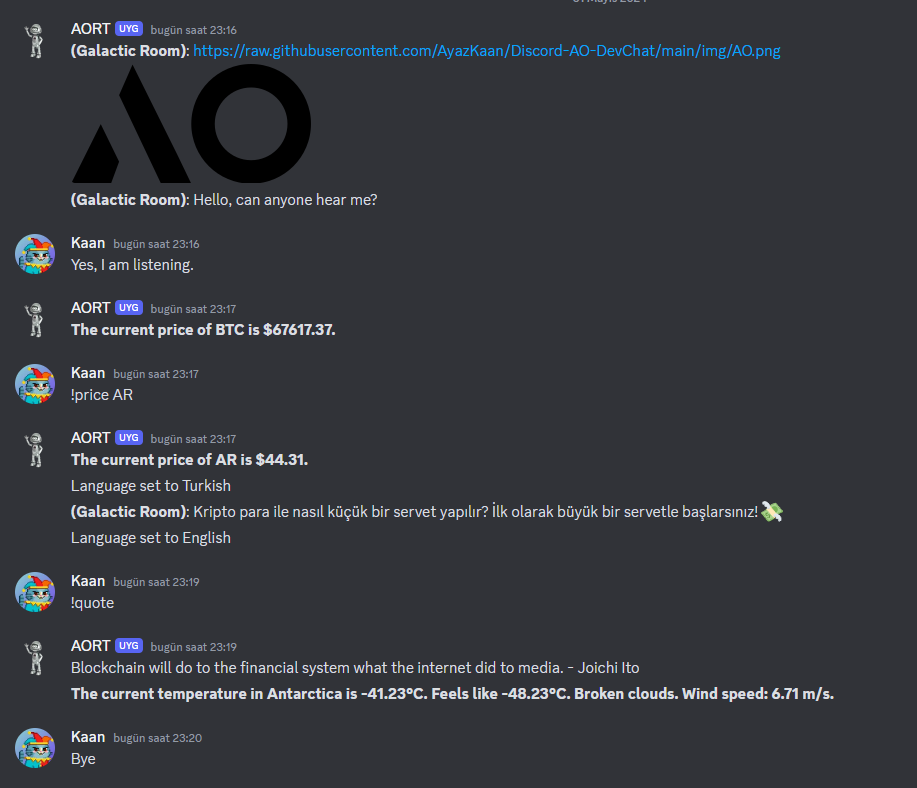 AORT UYG bugün saat 23:16
(Galactic Room): https://raw.githubusercontent.com/AyazKaan/Discord-AO-DevChat/main/img/AO.png
AO
(Galactic Room): Hello, can anyone hear me?
Kaan bugün saat 23:16
Yes, I am listening.
AORT UYG bugün saat 23:17
The current price of BTC is $67617.37.
Kaan bugün saat 23:17
!price AR
AORT UYG bugün saat 23:17
The current price of AR is $44.31.
Language set to Turkish
(Galactic Room): Kripto para ile nasıl küçük bir servet yapılır? İlk olarak büyük bir servetle başlarsınız! 💸
Language set to English
Kaan bugün saat 23:19
!quote
AORT UYG bugün saat 23:19
Blockchain will do to the financial system what the internet did to media. - Joichi Ito
The current temperature in Antarctica is -41.23°C. Feels like -48.23°C. Broken clouds. Wind speed: 6.71 m/s.
Kaan bugün saat 23:20
Bye